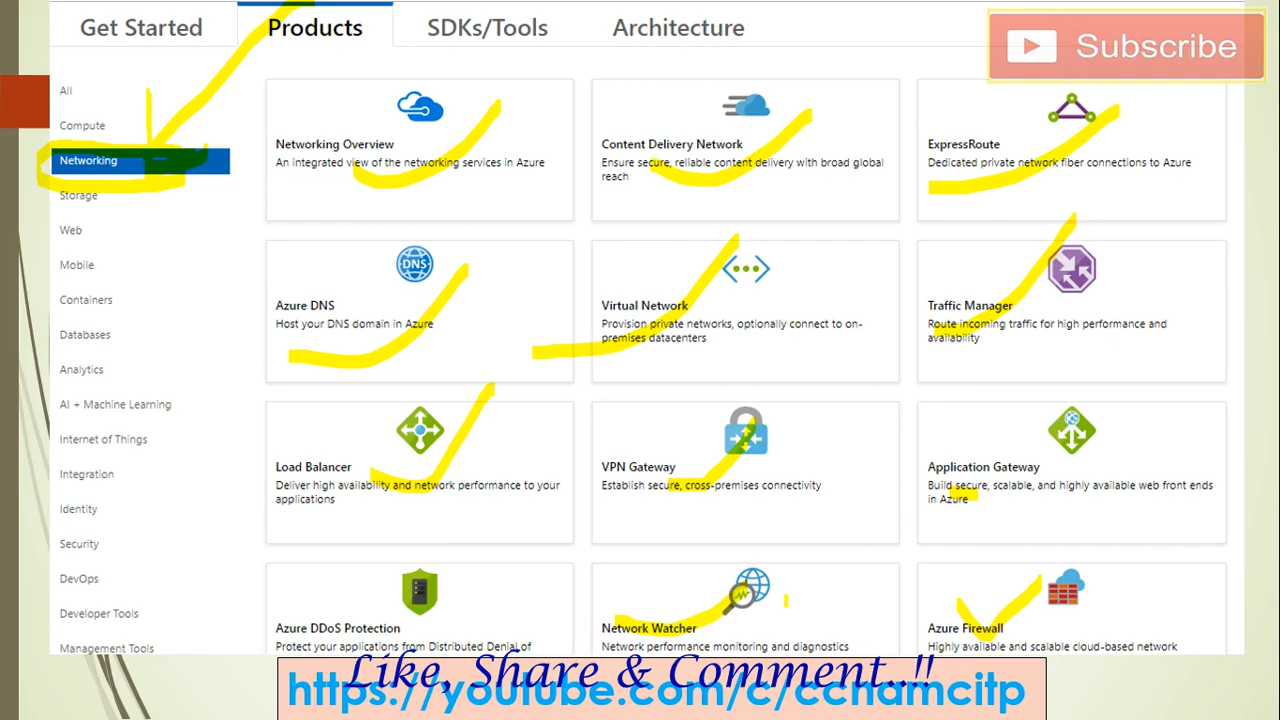 Get Started
Products
SDKs/Tools
Architecture
Subscribe
All
Compute
Networking
Storage
Web
Mobile
Containers
Databases
Analytics
AI + Machine Learning
Internet of Things
Integration
Identity
Security
DevOps
Developer Tools
Management Tools
Networking Overview
An integrated view of the networking services in Azure
Content Delivery Network
Ensure secure, reliable content delivery with broad global
reach
ExpressRoute
Dedicated private network fiber connections to Azure
DNS
Azure DNS
Host your DNS domain in Azure
Virtual Network
Provision private networks, optionally connect to on-
premises datacenters
Traffic Manager
Route incoming traffic for high performance and
availability
Load Balancer
Deliver high availability and network performance to your
applications
VPN Gateway
Establish secure, cross-premises connectivity
Application Gateway
Build secure, scalable, and highly available web front ends
in Azure
Azure DDoS Protection
Protect your applications from Distributed Denial of
Network Watcher
Network performance monitoring and diagnostics
Azure Firewall
Highly available and scalable cloud-based network
Like, Share & Comment..!!
https://youtube.com/c/ccnamcitp